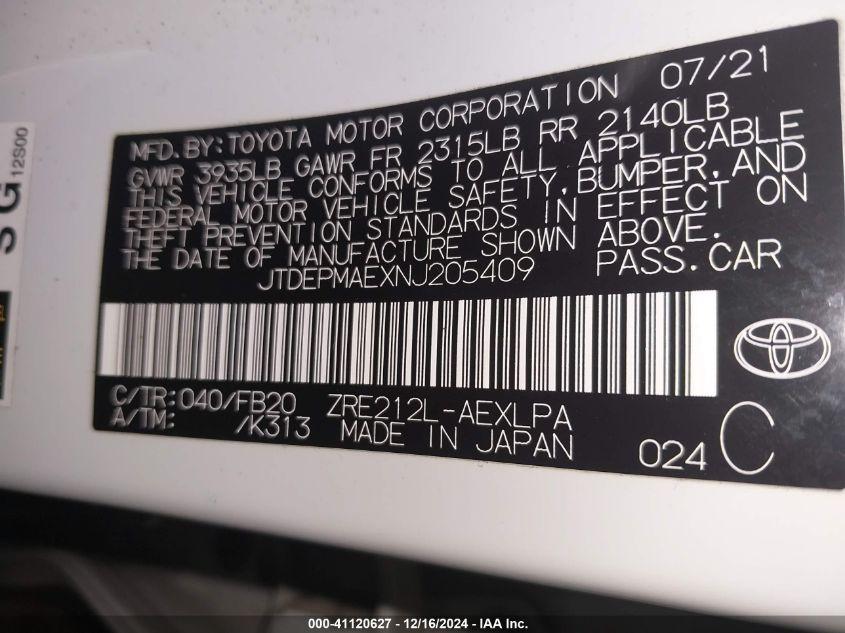 MFD. BY: TOYOTA MOTOR CORPORATION 07/21
GVWR 3935LB GAWR FR 2315LB RR 2140LB
THIS VEHICLE CONFORMS TO ALL APPLICABLE
FEDERAL MOTOR VEHICLE SAFETY, BUMPER, AND
THEFT PREVENTION STANDARDS IN EFFECT ON
THE DATE OF MANUFACTURE SHOWN ABOVE.
JTDEPMAEXNJ205409 PASS. CAR
C/TR: 040/FB20 ZRE212L-AEXLPA
A/TM: /K313 MADE IN JAPAN 024 C
SG
12S00
000-41120627 - 12/16/2024 - IAA Inc.